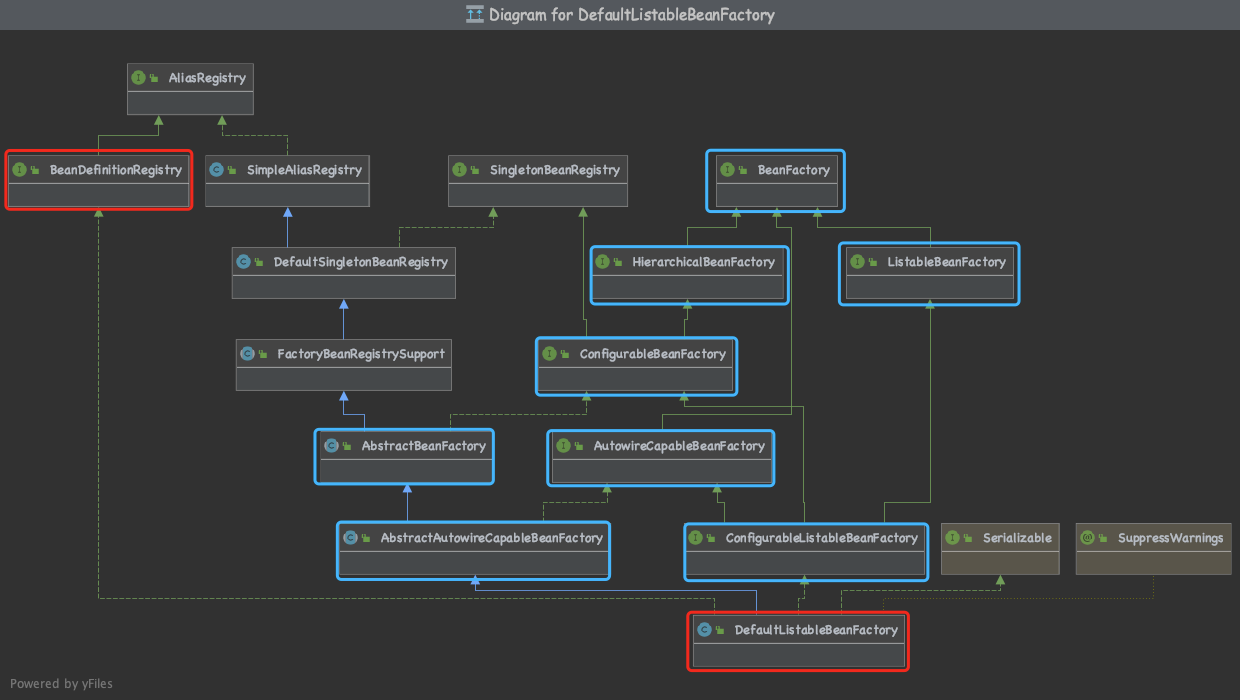 Diagram for DefaultListableBeanFactory
AliasRegistry
BeanDefinitionRegistry
SimpleAliasRegistry
SingletonBeanRegistry
BeanFactory
DefaultSingletonBeanRegistry
HierarchicalBeanFactory
ListableBeanFactory
FactoryBeanRegistrySupport
ConfigurableBeanFactory
AbstractBeanFactory
AutowireCapableBeanFactory
AbstractAutowireCapableBeanFactory
ConfigurableListableBeanFactory
Serializable
SuppressWarnings
DefaultListableBeanFactory
Powered by yFiles